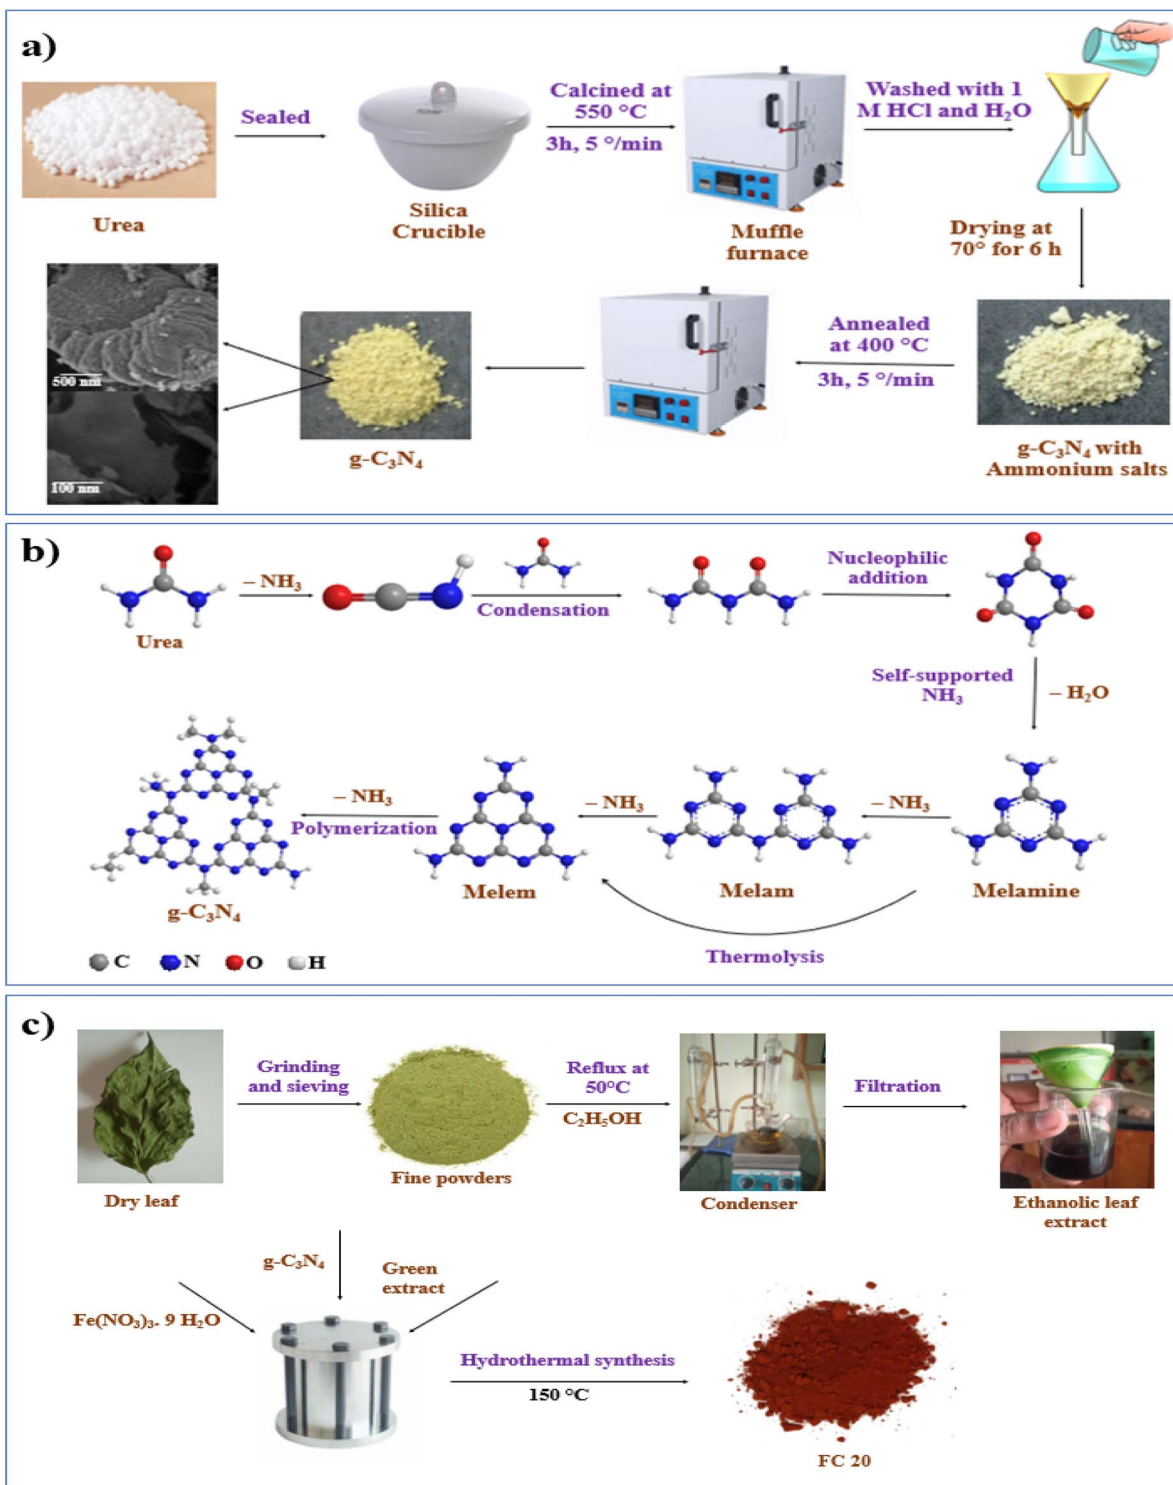 a)
Sealed
Calcined at
550 °C
3h, 5 °/min
Washed with 1
M HCl and H₂O
Urea
Silica
Crucible
Muffle
furnace
Drying at
70° for 6 h
500 nm
100 nm
g-C₃N₄
Annealed
at 400 °C
3h, 5 °/min
g-C₃N₄ with
Ammonium salts
b)
Urea
– NH₃
Condensation
Nucleophilic
addition
Self-supported
NH₃
– H₂O
– NH₃
Polymerization
– NH₃
– NH₃
g-C₃N₄
Melem
Melam
Melamine
Thermolysis
C
N
O
H
c)
Grinding
and sieving
Reflux at
50°C
C₂H₅OH
Filtration
Dry leaf
Fine powders
Condenser
Ethanolic leaf
extract
g-C₃N₄
Green
extract
Fe(NO₃)₃. 9 H₂O
Hydrothermal synthesis
150 °C
FC 20